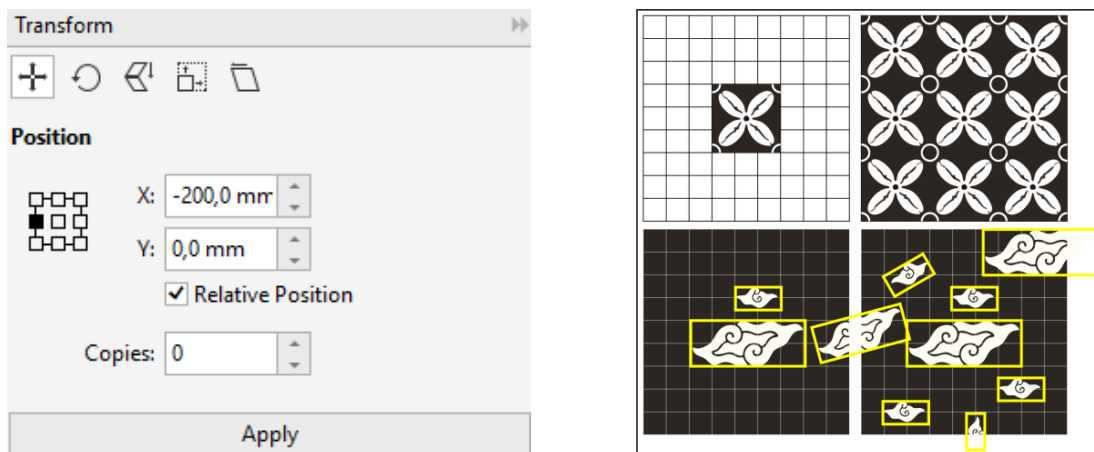 Transform
Position
X: -200,0 mm
Y: 0,0 mm
Relative Position
Copies: 0
Apply